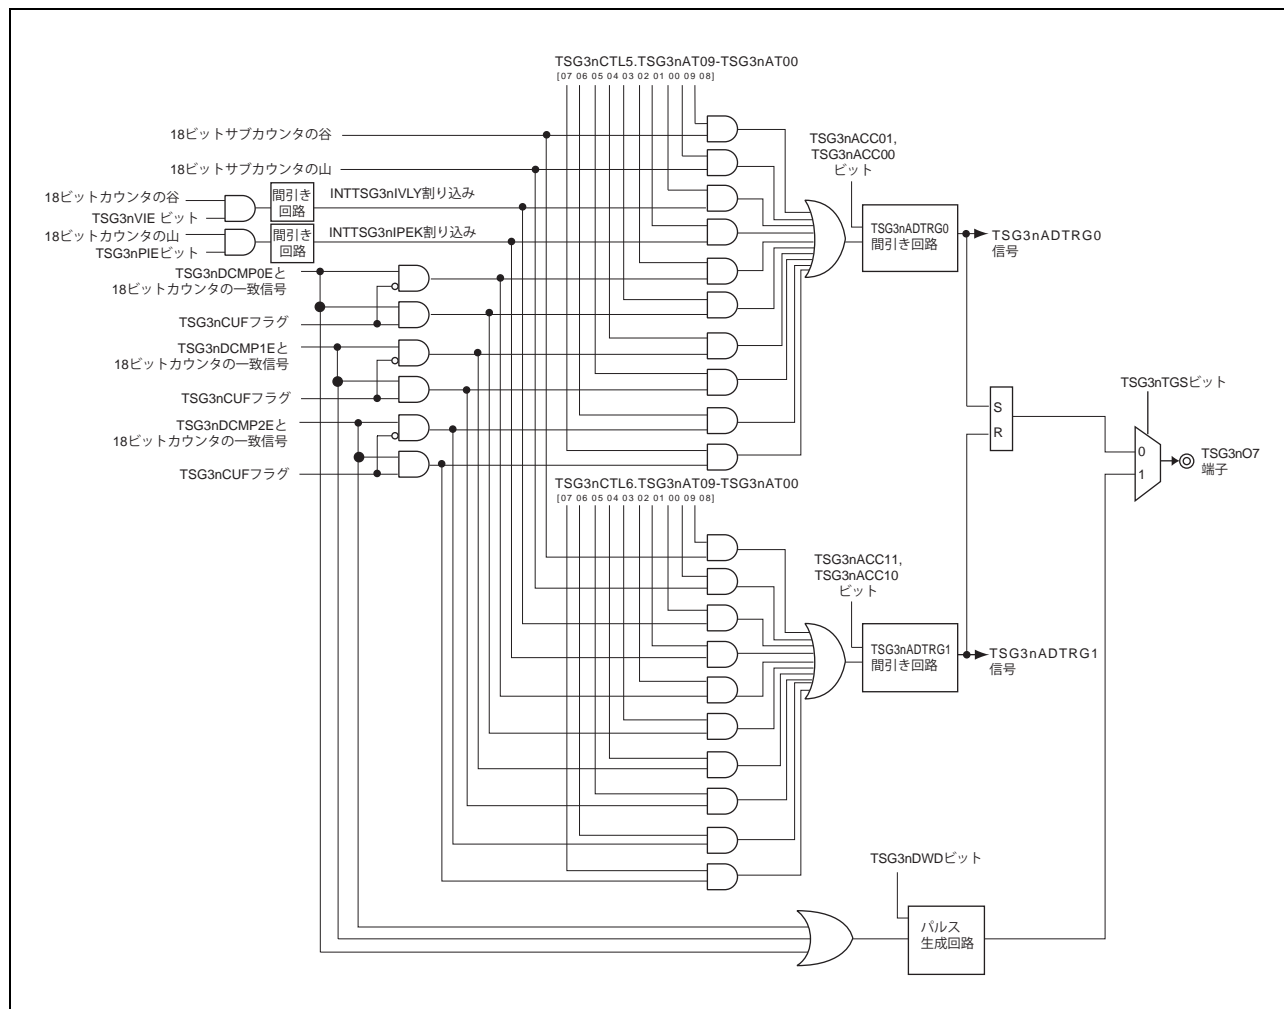 TSG3nCTL5.TSG3nAT09-TSG3nAT00
[07 06 05 04 03 02 01 00 09 08]
18ビットサブカウンタの谷
18ビットサブカウンタの山
18ビットカウンタの谷
TSG3nVIE ビット
間引き
回路
INTTSG3nIVLY割り込み
18ビットカウンタの山
TSG3nPIEビット
間引き
回路
INTTSG3nIPEK割り込み
TSG3nDCMP0Eと
18ビットカウンタの一致信号
TSG3nCUFフラグ
TSG3nDCMP1Eと
18ビットカウンタの一致信号
TSG3nCUFフラグ
TSG3nDCMP2Eと
18ビットカウンタの一致信号
TSG3nCUFフラグ
TSG3nACC01,
TSG3nACC00
ビット
TSG3nADTRG0
間引き回路
TSG3nADTRG0
信号
S
R
TSG3nTGSビット
0
1
TSG3nO7
端子
TSG3nCTL6.TSG3nAT09-TSG3nAT00
[07 06 05 04 03 02 01 00 09 08]
TSG3nACC11,
TSG3nACC10
ビット
TSG3nADTRG1
間引き回路
TSG3nADTRG1
信号
TSG3nDWDビット
パルス
生成回路